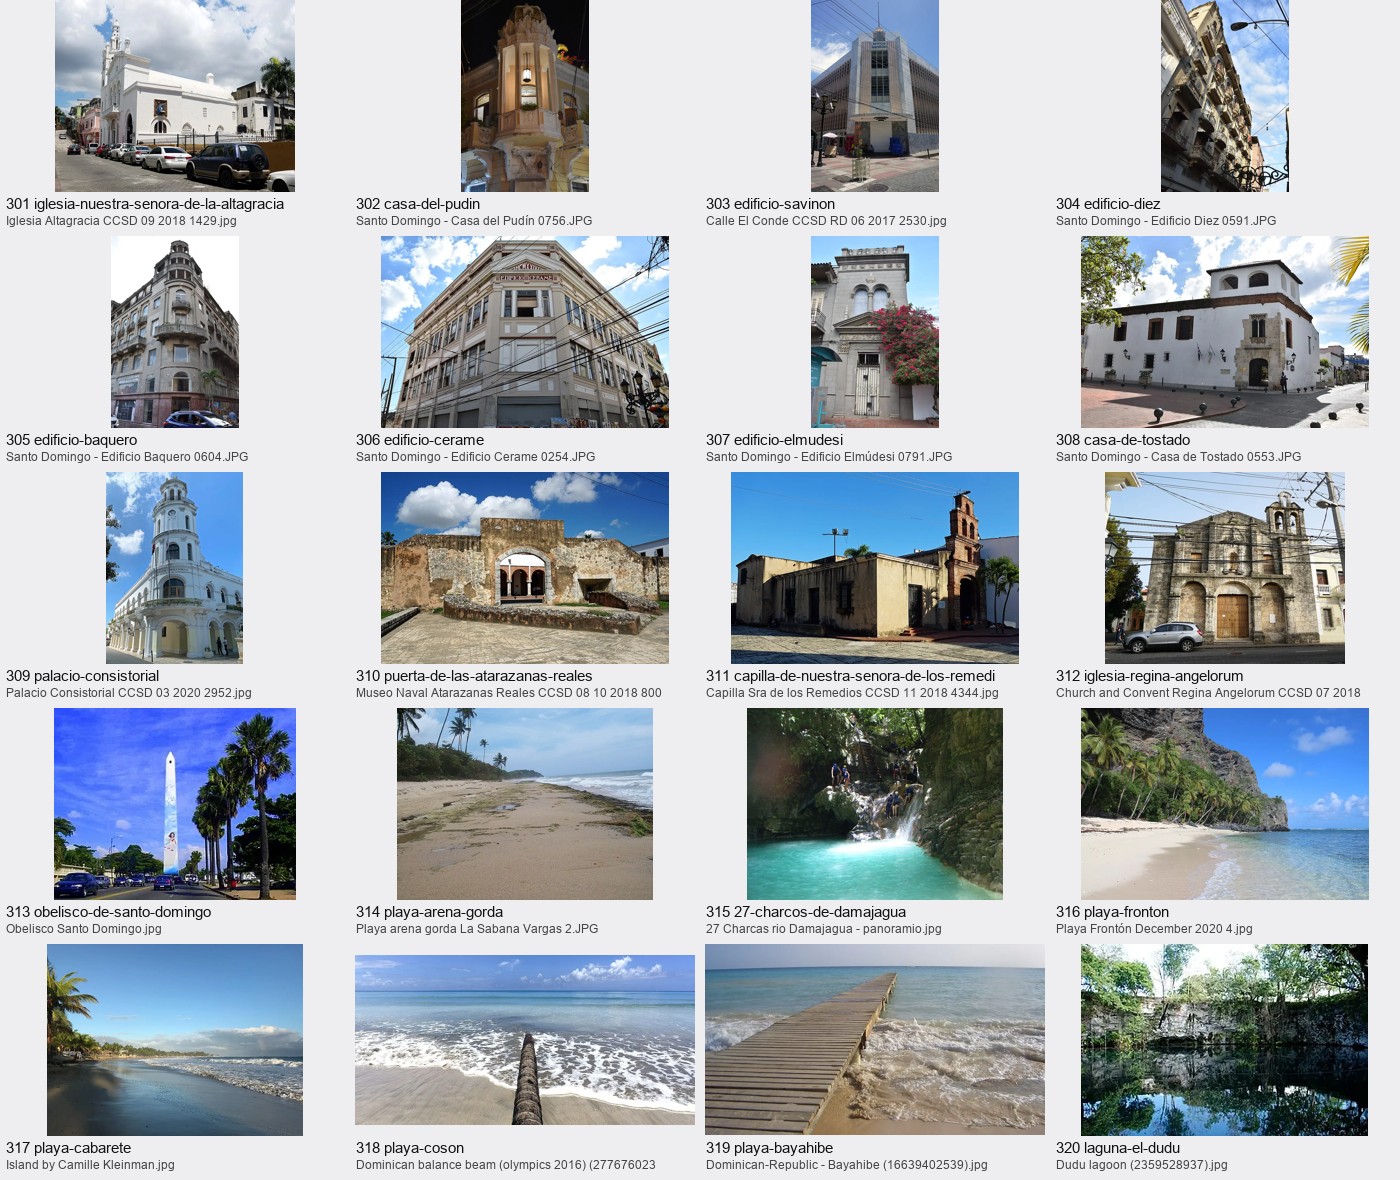 301 iglesia-nuestra-senora-de-la-altagracia
Iglesia Altagracia CCSD 09 2018 1429.jpg
302 casa-del-pudin
Santo Domingo - Casa del Pudín 0756.JPG
303 edificio-savinon
Calle El Conde CCSD RD 06 2017 2530.jpg
304 edificio-diez
Santo Domingo - Edificio Diez 0591.JPG
305 edificio-baquero
Santo Domingo - Edificio Baquero 0604.JPG
306 edificio-cerame
Santo Domingo - Edificio Cerame 0254.JPG
307 edificio-elmudesi
Santo Domingo - Edificio Elmúdesi 0791.JPG
308 casa-de-tostado
Santo Domingo - Casa de Tostado 0553.JPG
309 palacio-consistorial
Palacio Consistorial CCSD 03 2020 2952.jpg
310 puerta-de-las-atarazanas-reales
Museo Naval Atarazanas Reales CCSD 08 10 2018 800
311 capilla-de-nuestra-senora-de-los-remedi
Capilla Sra de los Remedios CCSD 11 2018 4344.jpg
312 iglesia-regina-angelorum
Church and Convent Regina Angelorum CCSD 07 2018
313 obelisco-de-santo-domingo
Obelisco Santo Domingo.jpg
314 playa-arena-gorda
Playa arena gorda La Sabana Vargas 2.JPG
315 27-charcos-de-damajagua
27 Charcas rio Damajagua - panoramio.jpg
316 playa-fronton
Playa Frontón December 2020 4.jpg
317 playa-cabarete
Island by Camille Kleinman.jpg
318 playa-coson
Dominican balance beam (olympics 2016) (277676023
319 playa-bayahibe
Dominican-Republic - Bayahibe (16639402539).jpg
320 laguna-el-dudu
Dudu lagoon (2359528937).jpg